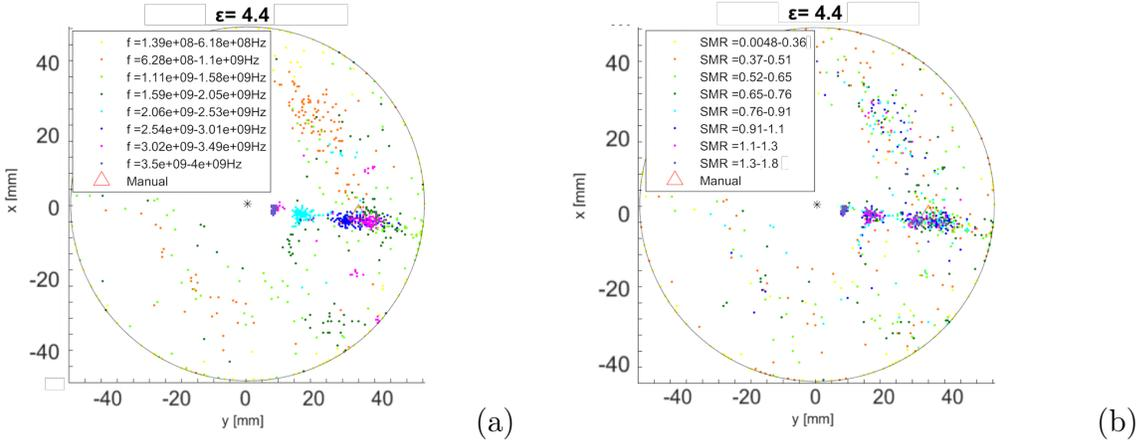 ε= 4.4
f =1.39e+08-6.18e+08Hz
f =6.28e+08-1.1e+09Hz
f =1.11e+09-1.58e+09Hz
f =1.59e+09-2.05e+09Hz
f =2.06e+09-2.53e+09Hz
f =2.54e+09-3.01e+09Hz
f =3.02e+09-3.49e+09Hz
f =3.5e+09-4e+09Hz
Manual
x [mm]
40
20
0
-20
-40
-40
-20
0
20
40
y [mm]
(a)
ε= 4.4
SMR =0.0048-0.36
SMR =0.37-0.51
SMR =0.52-0.65
SMR =0.65-0.76
SMR =0.76-0.91
SMR =0.91-1.1
SMR =1.1-1.3
SMR =1.3-1.8
Manual
x [mm]
40
20
0
-20
-40
-40
-20
0
20
40
y [mm]
(b)